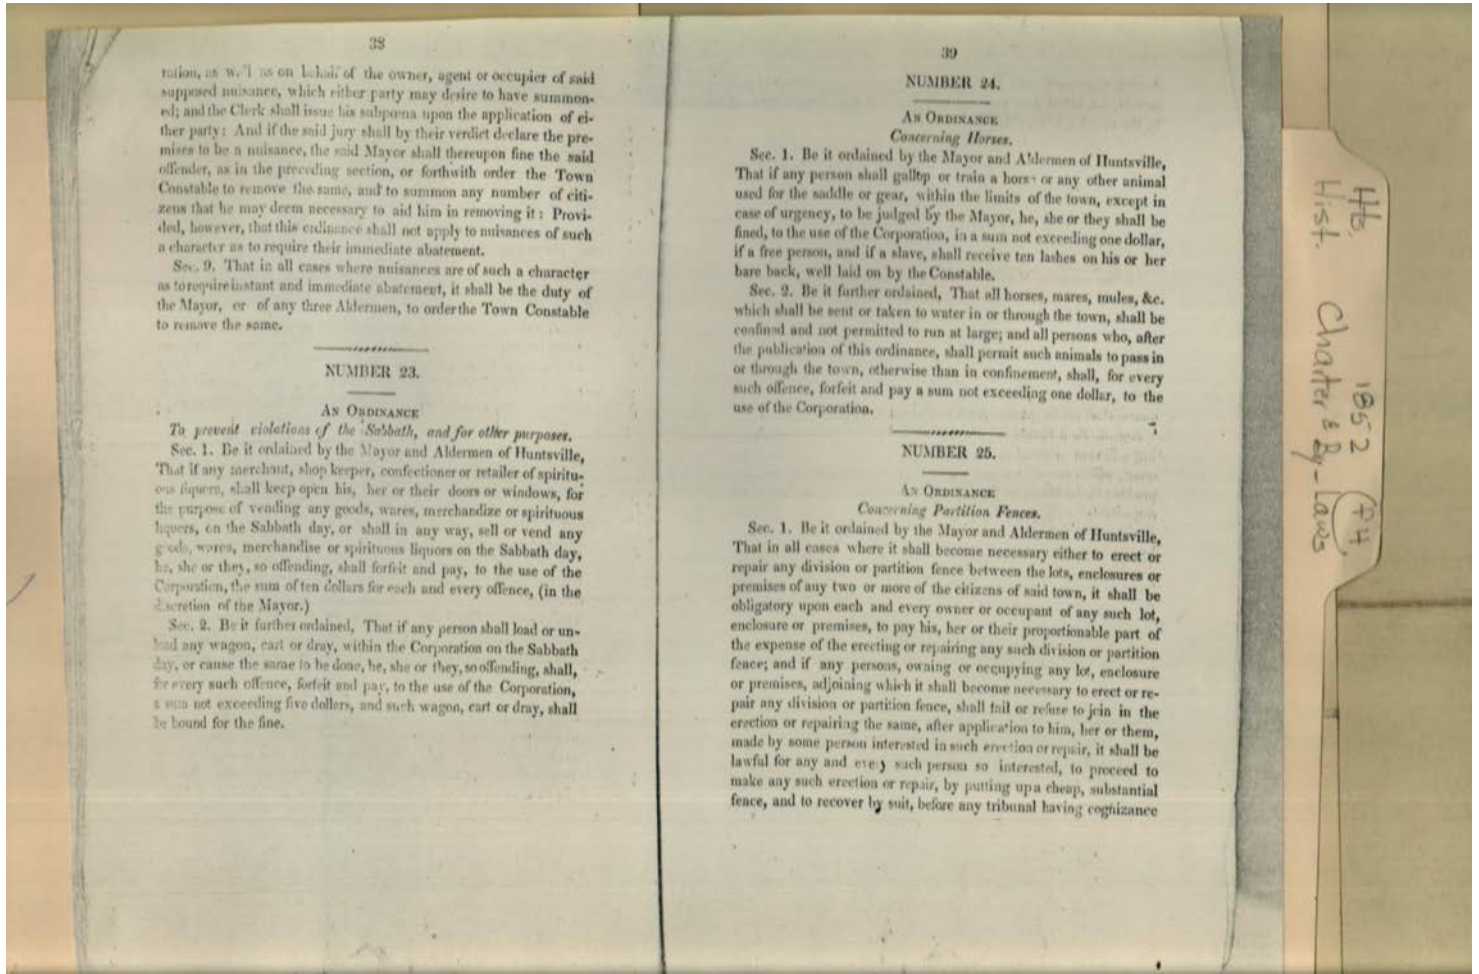 38
ration, as well as on behalf of the owner, agent or occupier of said
supposed nuisance, which either party may desire to have summon-
ed; and the Clerk shall issue his subpœna upon the application of ei-
ther party: And if the said jury shall by their verdict declare the pre-
mises to be a nuisance, the said Mayor shall thereupon fine the said
offender, as in the preceding section, or forthwith order the Town
Constable to remove the same, and to summon any number of citi-
zens that he may deem necessary to aid him in removing it: Provi-
ded, however, that this ordinance shall not apply to nuisances of such
a character as to require their immediate abatement.
Sec. 9. That in all cases where nuisances are of such a character
as to require instant and immediate abatement, it shall be the duty of
the Mayor, or of any three Aldermen, to order the Town Constable
to remove the same.
NUMBER 23.
AN ORDINANCE
To prevent violations of the Sabbath, and for other purposes.
Sec. 1. Be it ordained by the Mayor and Aldermen of Huntsville,
That if any merchant, shop keeper, confectioner or retailer of spiritu-
ous liquors, shall keep open his, her or their doors or windows, for
the purpose of vending any goods, wares, merchandize or spirituous
liquors, on the Sabbath day, or shall in any way, sell or vend any
goods, wares, merchandise or spirituous liquors on the Sabbath day,
he, she or they, so offending, shall forfeit and pay, to the use of the
Corporation, the sum of ten dollars for each and every offence, (in the
discretion of the Mayor.)
Sec. 2. Be it further ordained, That if any person shall load or un-
load any wagon, cart or dray, within the Corporation on the Sabbath
day, or cause the same to be done, he, she or they, so offending, shall,
for every such offence, forfeit and pay, to the use of the Corporation,
a sum not exceeding five dollars, and such wagon, cart or dray, shall
be bound for the fine.
39
NUMBER 24.
AN ORDINANCE
Concerning Horses.
Sec. 1. Be it ordained by the Mayor and Aldermen of Huntsville,
That if any person shall gallop or train a horse or any other animal
used for the saddle or gear, within the limits of the town, except in
case of urgency, to be judged by the Mayor, he, she or they shall be
fined, to the use of the Corporation, in a sum not exceeding one dollar,
if a free person, and if a slave, shall receive ten lashes on his or her
bare back, well laid on by the Constable.
Sec. 2. Be it further ordained, That all horses, mares, mules, &c.
which shall be sent or taken to water in or through the town, shall be
confined and not permitted to run at large; and all persons who, after
the publication of this ordinance, shall permit such animals to pass in
or through the town, otherwise than in confinement, shall, for every
such offence, forfeit and pay a sum not exceeding one dollar, to the
use of the Corporation.
NUMBER 25.
AN ORDINANCE
Concerning Partition Fences.
Sec. 1. Be it ordained by the Mayor and Aldermen of Huntsville,
That in all cases where it shall become necessary either to erect or
repair any division or partition fence between the lots, enclosures or
premises of any two or more of the citizens of said town, it shall be
obligatory upon each and every owner or occupant of any such lot,
enclosure or premises, to pay his, her or their proportionable part of
the expense of the erecting or repairing any such division or partition
fence; and if any persons, owning or occupying any lot, enclosure
or premises, adjoining which it shall become necessary to erect or re-
pair any division or partition fence, shall fail or refuse to join in the
erection or repairing the same, after application to him, her or them,
made by some person interested in such erection or repair, it shall be
lawful for any and every such person so interested, to proceed to
make any such erection or repair, by putting up a cheap, substantial
fence, and to recover by suit, before any tribunal having cognizance
Hist. Charter & By-Laws
1852 PH.